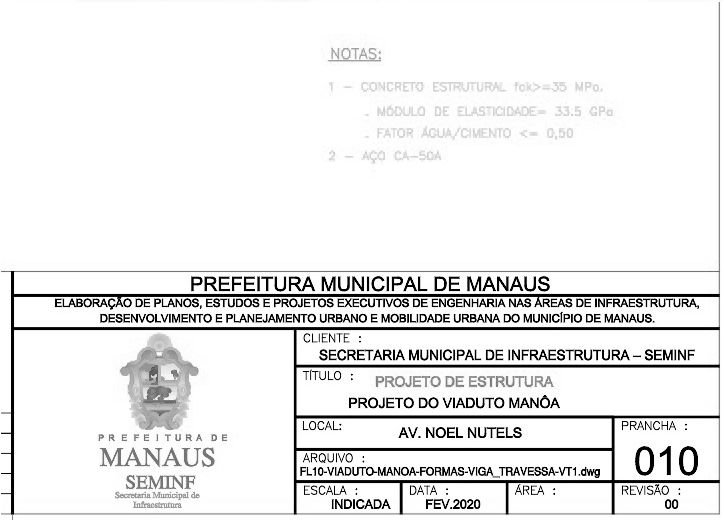 NOTAS:
1 - CONCRETO ESTRUTURAL fck>=35 MPa.
- MÓDULO DE ELASTICIDADE= 33.5 GPa
- FATOR ÁGUA/CIMENTO <= 0,50
2 - AÇO CA-50A
PREFEITURA MUNICIPAL DE MANAUS
ELABORAÇÃO DE PLANOS, ESTUDOS E PROJETOS EXECUTIVOS DE ENGENHARIA NAS ÁREAS DE INFRAESTRUTURA,
DESENVOLVIMENTO E PLANEJAMENTO URBANO E MOBILIDADE URBANA DO MUNICÍPIO DE MANAUS.
PREFEITURA DE
MANAUS
SEMINF
Secretaria Municipal de
Infraestrutura
CLIENTE :
SECRETARIA MUNICIPAL DE INFRAESTRUTURA – SEMINF
TÍTULO : PROJETO DE ESTRUTURA
PROJETO DO VIADUTO MANÔA
LOCAL: AV. NOEL NUTELS
PRANCHA :
010
ARQUIVO :
FL10-VIADUTO-MANOA-FORMAS-VIGA_TRAVESSA-VT1.dwg
ESCALA : DATA : ÁREA : REVISÃO :
INDICADA FEV.2020 00